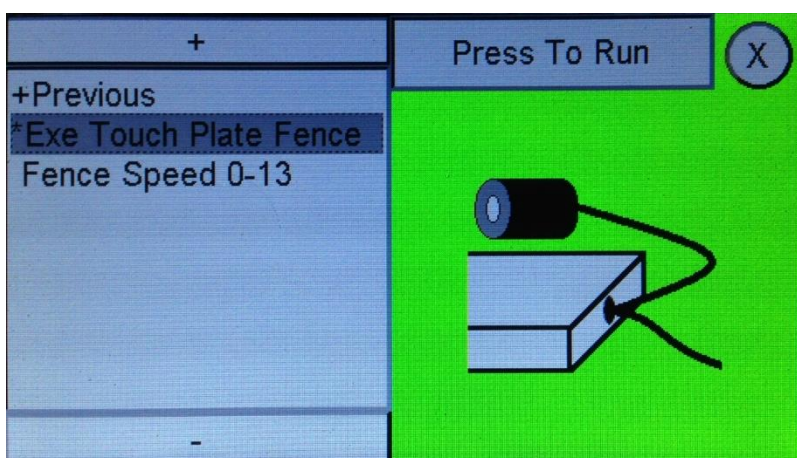 +
+Previous
*Exe Touch Plate Fence
Fence Speed 0-13
-
Press To Run
X